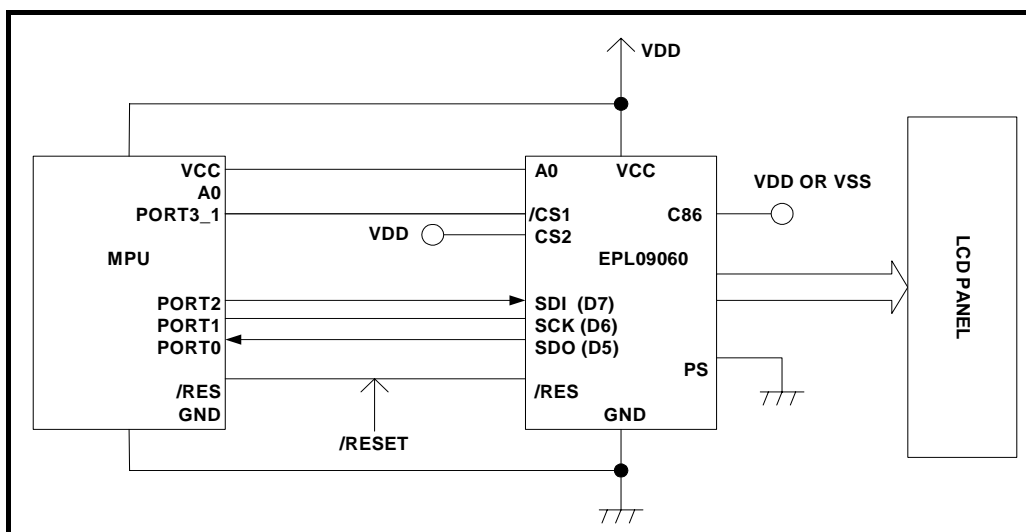 VDD
VCC
A0
PORT3_1
MPU
PORT2
PORT1
PORT0
/RES
GND
/RESET
VDD
A0
VCC
/CS1
CS2
C86
EPL09060
SDI (D7)
SCK (D6)
SDO (D5)
PS
/RES
GND
VDD OR VSS
LCD PANEL